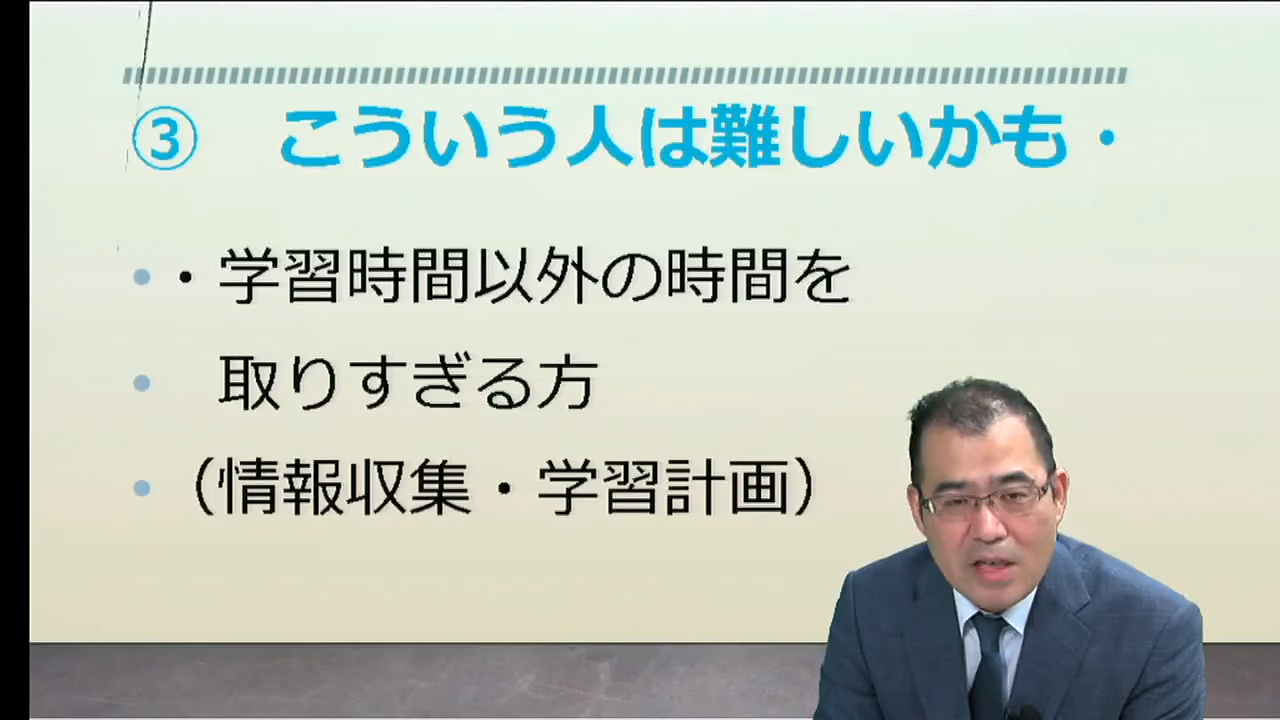 ③　こういう人は難しいかも・
・学習時間以外の時間を
取りすぎる方
（情報収集・学習計画）